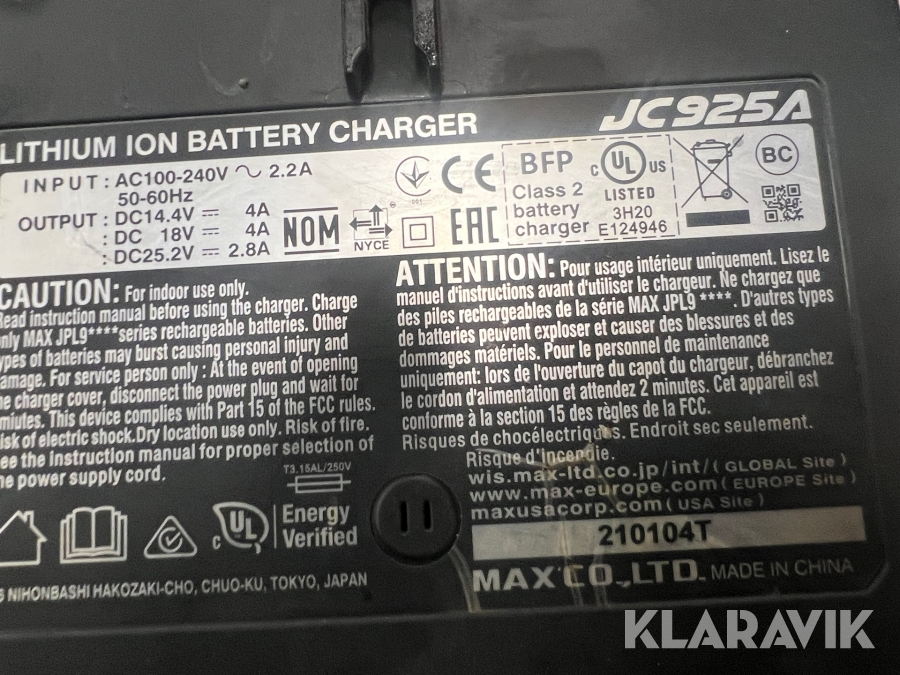 JC925A
LITHIUM ION BATTERY CHARGER
INPUT : AC100-240V ~ 2.2A
50-60Hz
OUTPUT : DC14.4V ⎓ 4A
: DC 18V ⎓ 4A
: DC25.2V ⎓ 2.8A
NOM
NYCE
001
CE
EAC
BFP
Class 2
battery
charger
c UL US
LISTED
3H20
E124946
BC
CAUTION: For indoor use only.
Read instruction manual before using the charger. Charge
only MAX JPL9****series rechargeable batteries. Other
types of batteries may burst causing personal injury and
damage. For service person only : At the event of opening
the charger cover, disconnect the power plug and wait for
miutes. This device complies with Part 15 of the FCC rules.
Risk of electric shock.Dry location use only. Risk of fire.
See the instruction manual for proper selection of
the power supply cord.
T3.15AL/250V
c UL
Energy
Verified
NIHONBASHI HAKOZAKI-CHO, CHUO-KU, TOKYO, JAPAN
ATTENTION: Pour usage intérieur uniquement. Lisez le
manuel d'instructions avant d'utiliser le chargeur. Ne chargez que
des piles rechargeables de la série MAX JPL9 ****. D'autres types
de batteries peuvent exploser et causer des blessures et des
dommages matériels. Pour le personnel de maintenance
uniquement: lors de l'ouverture du capot du chargeur, débranchez
le cordon d'alimentation et attendez 2 minutes. Cet appareil est
conforme à la section 15 des règles de la FCC.
Risques de chocélectriques. Endroit sec seulement.
Risque d'incendie.
wis.max-ltd.co.jp/int/ ( GLOBAL Site )
www.max-europe.com ( EUROPE Site )
maxusacorp.com ( USA Site )
210104T
MAX CO.,LTD. MADE IN CHINA
KLARAVIK